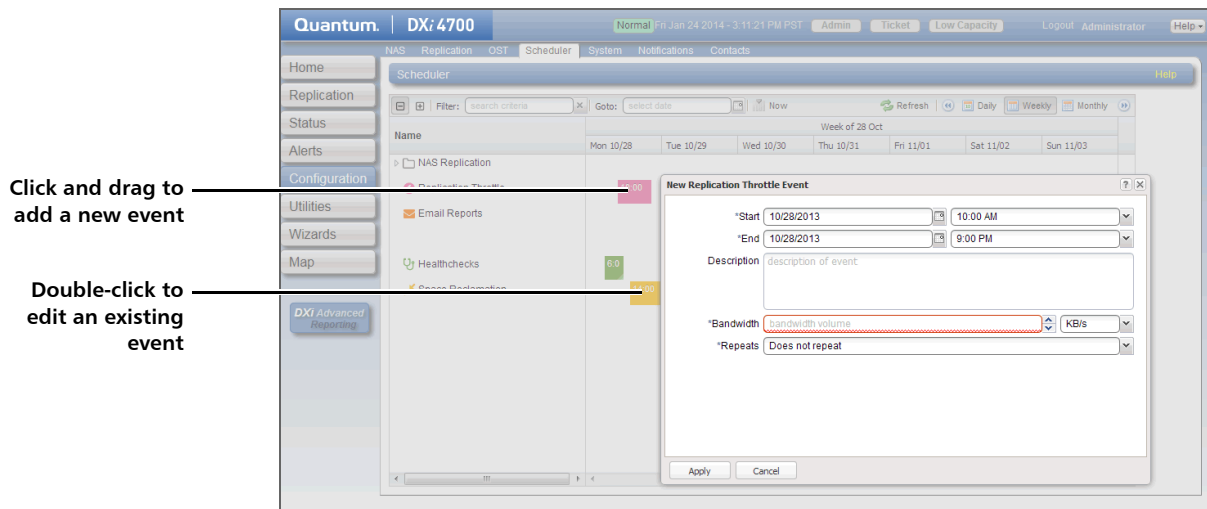 Quantum. DXi 4700
Normal Fri Jan 24 2014 - 3:11:21 PM PST Admin Ticket Low Capacity Logout Administrator Help
NAS Replication OST Scheduler System Notifications Contacts
Home
Replication
Status
Alerts
Configuration
Utilities
Wizards
Map
DXi Advanced
Reporting
Scheduler Help
Filter: search criteria Goto: select date Now Refresh Daily Weekly Monthly
Name
Week of 28 Oct
Mon 10/28 Tue 10/29 Wed 10/30 Thu 10/31 Fri 11/01 Sat 11/02 Sun 11/03
NAS Replication
Replication Throttle
Email Reports
Healthchecks 6:0
Space Reclamation
Click and drag to
add a new event
Double-click to
edit an existing
event
New Replication Throttle Event ?
*Start 10/28/2013 10:00 AM
*End 10/28/2013 9:00 PM
Description description of event
*Bandwidth bandwidth volume KB/s
*Repeats Does not repeat
Apply Cancel